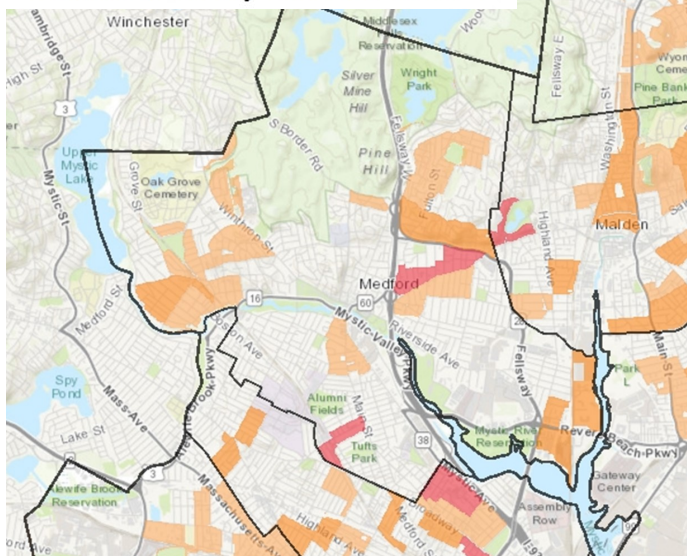 Winchester
Middlesex
Reservation
Fellsway E
Cambridge St
High St
Silver
Mine
Hill
Wright
Park
Pine Bank
Park
Washington St
3
S Border Rd
Pine
Hill
Fellsway W
Upper
Mystic
Lake
Oak Grove
Cemetery
Grove St
Mystic-St
Fulton St
Winthrop-St
Highland Ave
Malden
Medford
Medford St
16
60
Mystic-Valley Pkwy
28
Main St
Boston Ave
Riverside Ave
Fellsway
Park
L
Spy
Pond
Mass-Ave
Alewife Brook-Pkwy
Alumni
Fields
Main St
Lake St
Tufts
Park
38
Mystic River
Reservation
Revere Beach-Pkwy
Alewife Brook
Reservation
3
Gateway
Center
Mystic Ave
Massachusetts-Av
Broadway
Assembly
Row
Highland Ave
Medford St